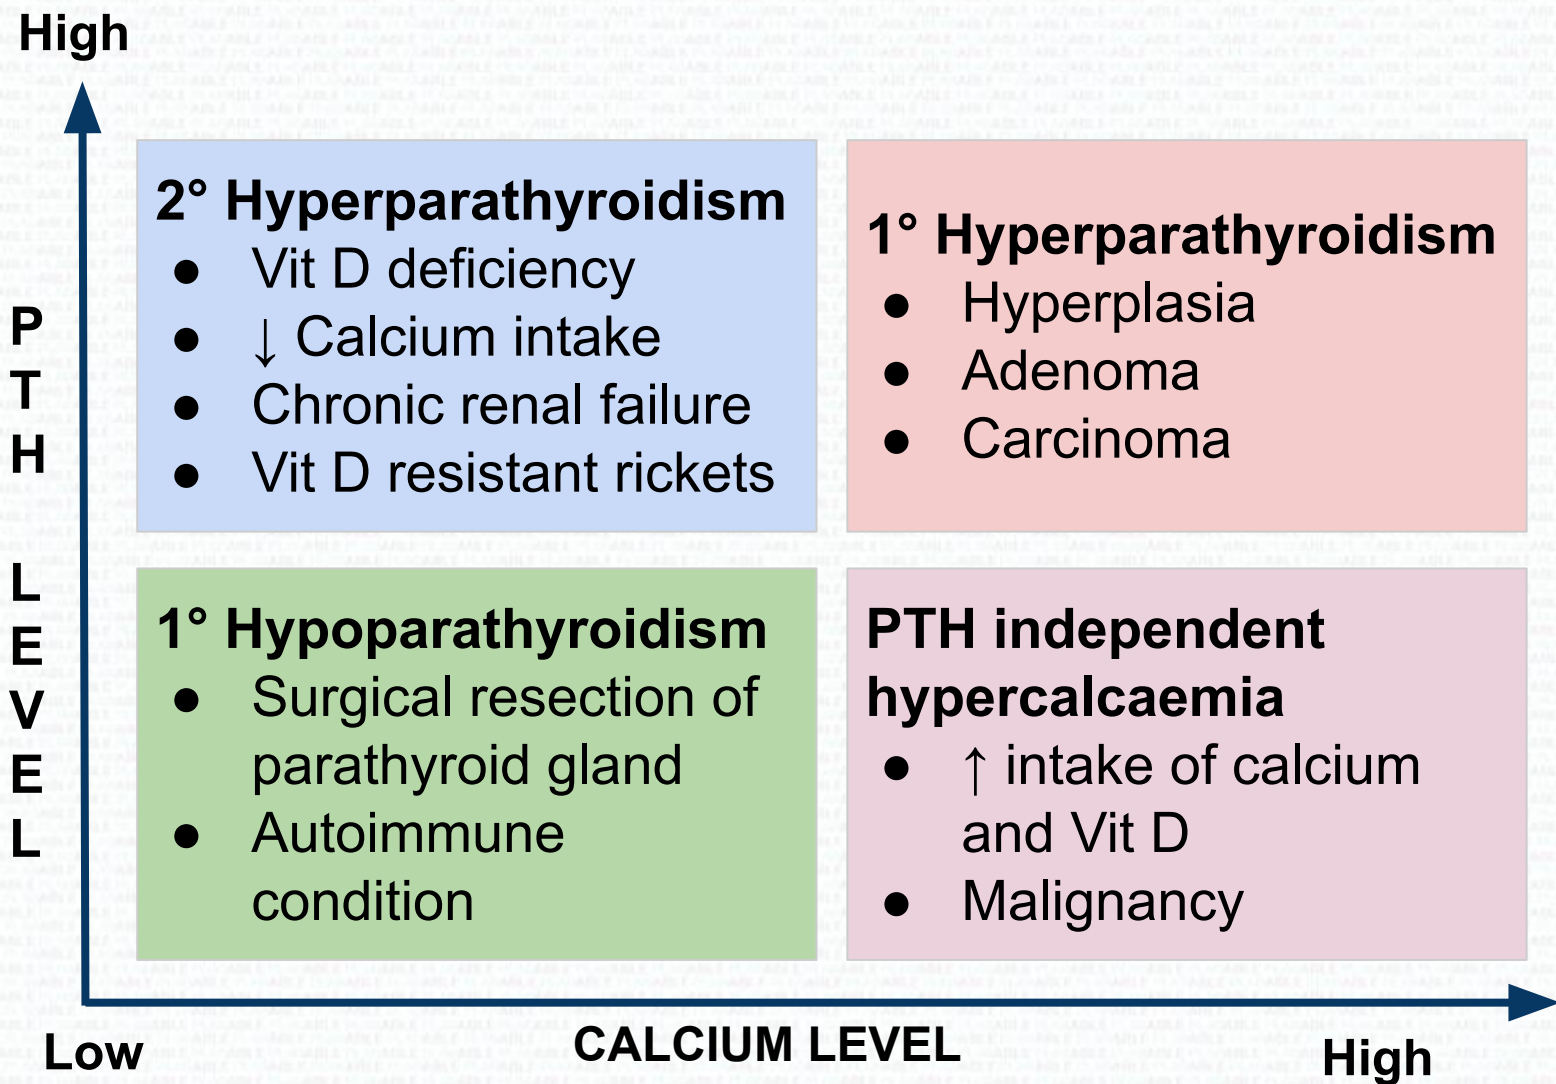 High
PTH LEVEL
2° Hyperparathyroidism
● Vit D deficiency
● ↓ Calcium intake
● Chronic renal failure
● Vit D resistant rickets
1° Hyperparathyroidism
● Hyperplasia
● Adenoma
● Carcinoma
1° Hypoparathyroidism
● Surgical resection of
parathyroid gland
● Autoimmune
condition
PTH independent
hypercalcaemia
● ↑ intake of calcium
and Vit D
● Malignancy
Low
CALCIUM LEVEL
High